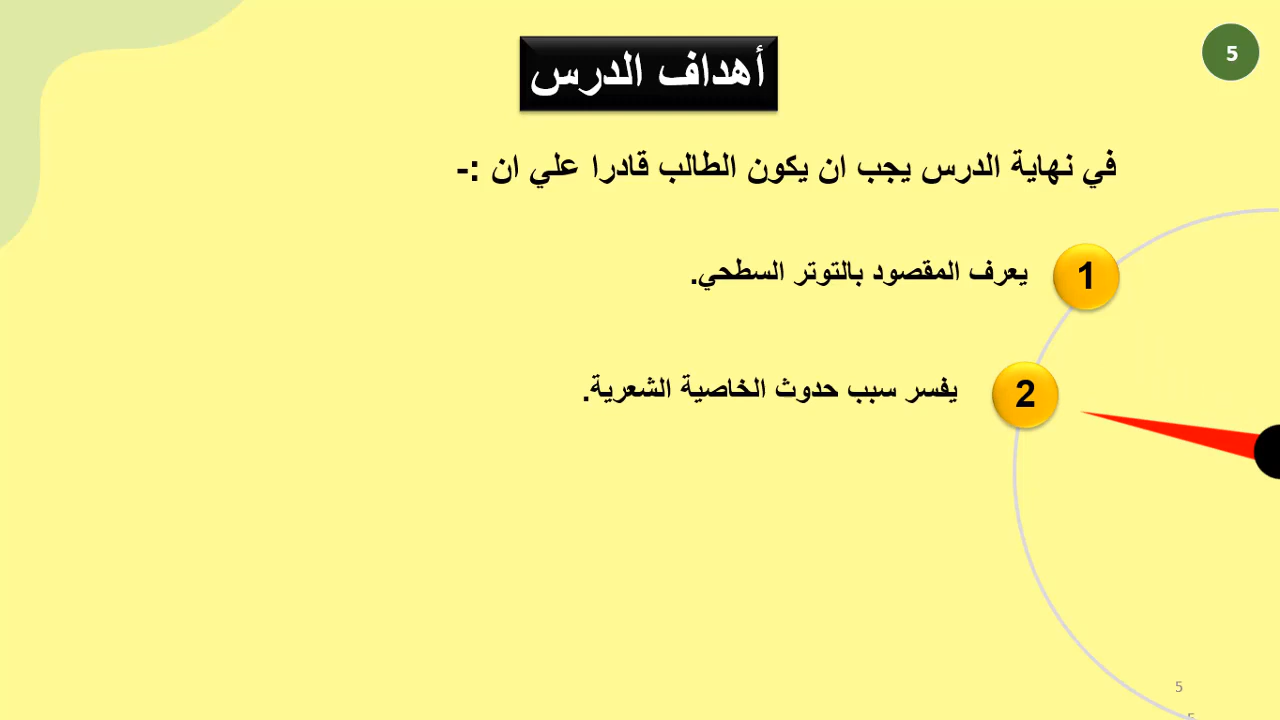 5
أهداف الدرس
في نهاية الدرس يجب ان يكون الطالب قادرا علي ان :-
1 يعرف المقصود بالتوتر السطحي.
2 يفسر سبب حدوث الخاصية الشعرية.
5
5